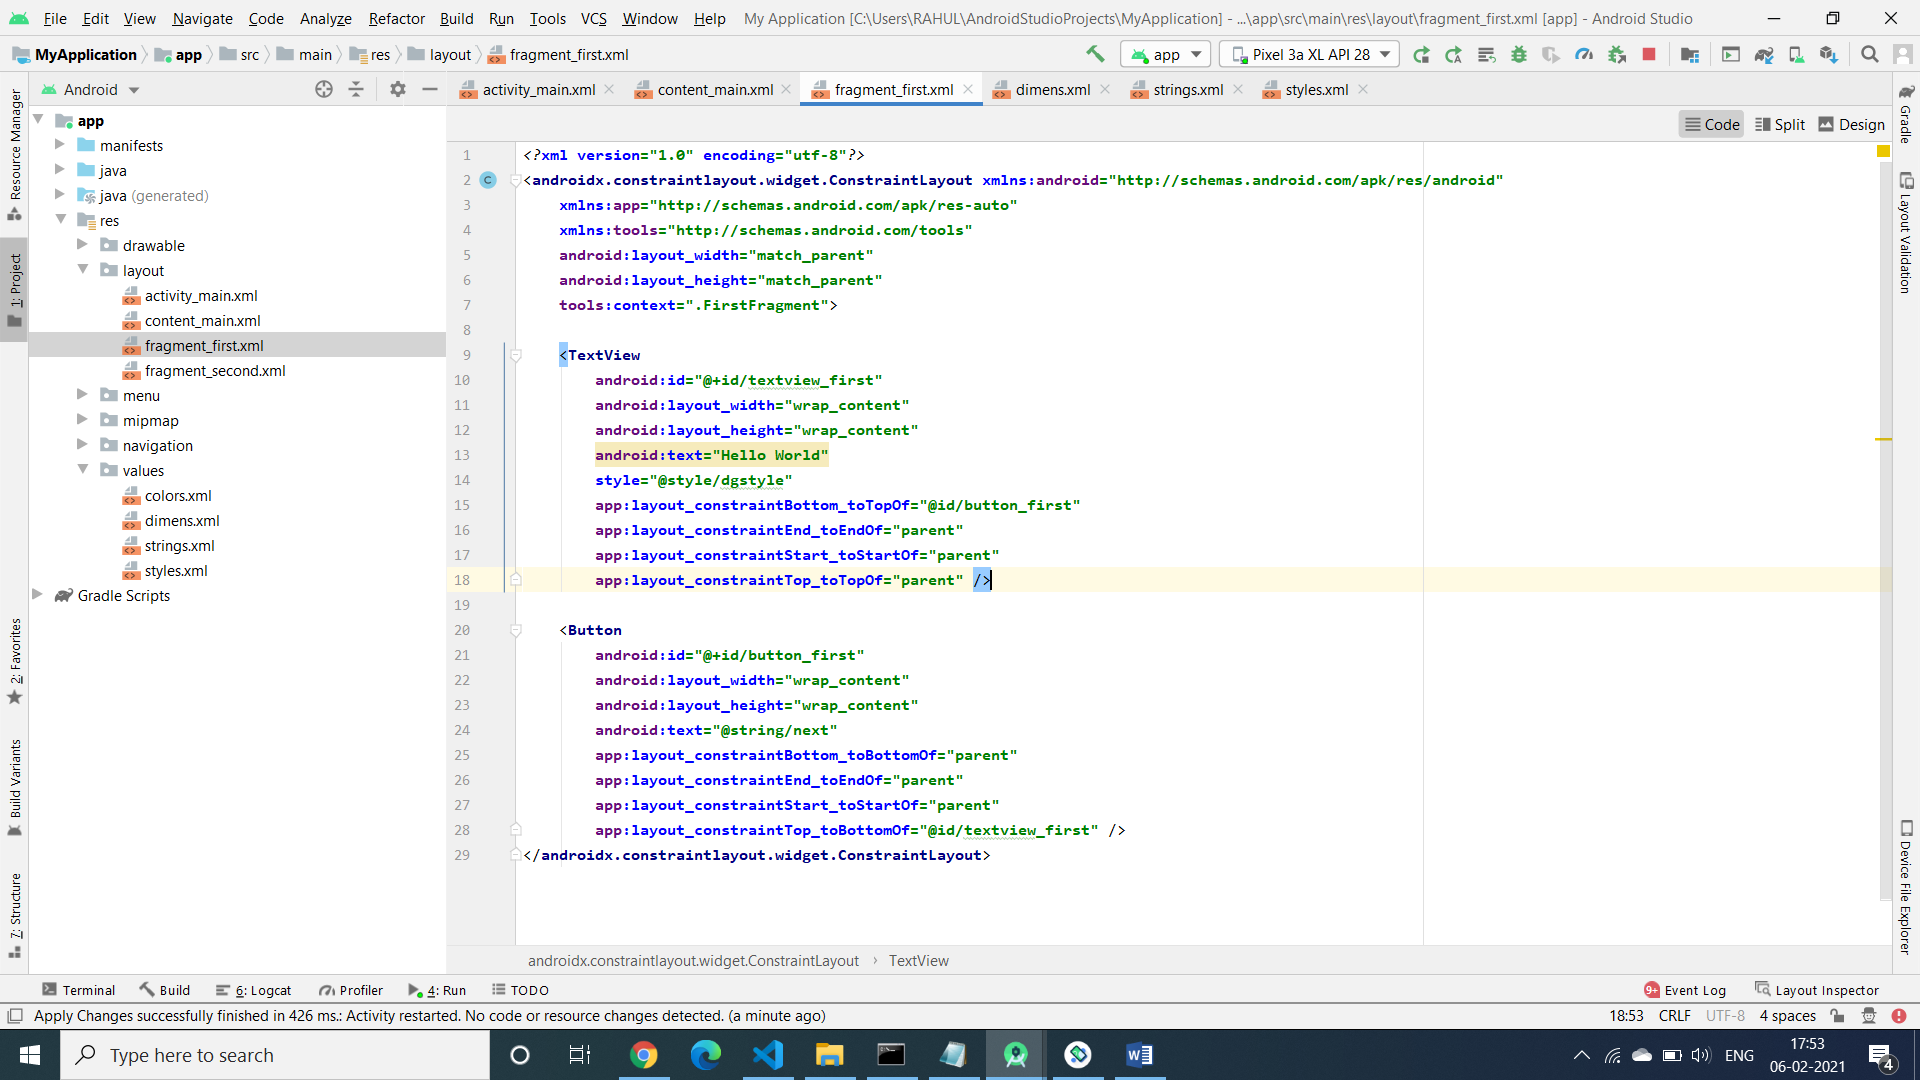 File Edit View Navigate Code Analyze Refactor Build Run Tools VCS Window Help My Application [C:\Users\RAHUL\AndroidStudioProjects\MyApplication] - ...\app\src\main\res\layout\fragment_first.xml [app] - Android Studio
MyApplication app src main res layout fragment_first.xml app Pixel 3a XL API 28
Android activity_main.xml content_main.xml fragment_first.xml dimens.xml strings.xml styles.xml
Code Split Design
Resource Manager
1: Project
2: Favorites
Build Variants
7: Structure
app
manifests
java
java (generated)
res
drawable
layout
activity_main.xml
content_main.xml
fragment_first.xml
fragment_second.xml
menu
mipmap
navigation
values
colors.xml
dimens.xml
strings.xml
styles.xml
Gradle Scripts
1 <?xml version="1.0" encoding="utf-8"?>
2 C <androidx.constraintlayout.widget.ConstraintLayout xmlns:android="http://schemas.android.com/apk/res/android"
3 xmlns:app="http://schemas.android.com/apk/res-auto"
4 xmlns:tools="http://schemas.android.com/tools"
5 android:layout_width="match_parent"
6 android:layout_height="match_parent"
7 tools:context=".FirstFragment">
8
9 <TextView
10 android:id="@+id/textview_first"
11 android:layout_width="wrap_content"
12 android:layout_height="wrap_content"
13 android:text="Hello World"
14 style="@style/dgstyle"
15 app:layout_constraintBottom_toTopOf="@id/button_first"
16 app:layout_constraintEnd_toEndOf="parent"
17 app:layout_constraintStart_toStartOf="parent"
18 app:layout_constraintTop_toTopOf="parent" />
19
20 <Button
21 android:id="@+id/button_first"
22 android:layout_width="wrap_content"
23 android:layout_height="wrap_content"
24 android:text="@string/next"
25 app:layout_constraintBottom_toBottomOf="parent"
26 app:layout_constraintEnd_toEndOf="parent"
27 app:layout_constraintStart_toStartOf="parent"
28 app:layout_constraintTop_toBottomOf="@id/textview_first" />
29 </androidx.constraintlayout.widget.ConstraintLayout>
Gradle
Layout Validation
Device File Explorer
androidx.constraintlayout.widget.ConstraintLayout › TextView
Terminal Build 6: Logcat Profiler 4: Run TODO 9+ Event Log Layout Inspector
Apply Changes successfully finished in 426 ms.: Activity restarted. No code or resource changes detected. (a minute ago) 18:53 CRLF UTF-8 4 spaces
Type here to search
ENG
17:53
06-02-2021
4